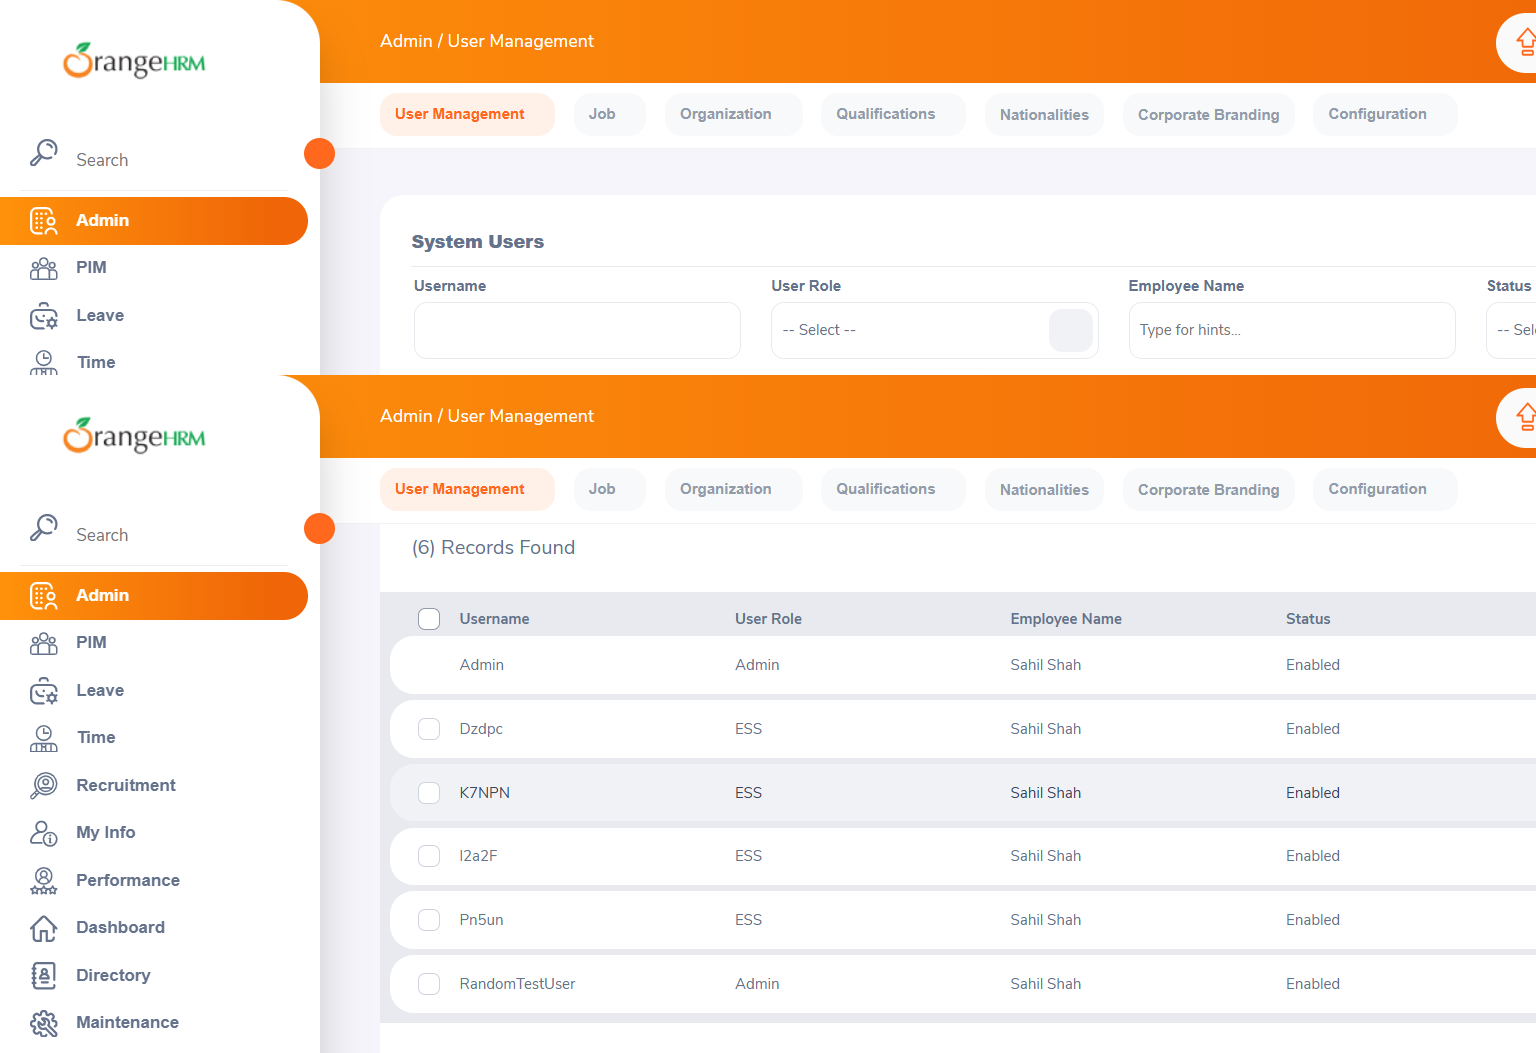 OrangeHRM
Admin / User Management
User Management Job Organization Qualifications Nationalities Corporate Branding Configuration
Search
Admin
PIM
Leave
Time
System Users
Username User Role Employee Name Status
-- Select -- Type for hints... -- Sele
OrangeHRM
Admin / User Management
User Management Job Organization Qualifications Nationalities Corporate Branding Configuration
Search
Admin
PIM
Leave
Time
Recruitment
My Info
Performance
Dashboard
Directory
Maintenance
(6) Records Found
Username User Role Employee Name Status
Admin Admin Sahil Shah Enabled
Dzdpc ESS Sahil Shah Enabled
K7NPN ESS Sahil Shah Enabled
l2a2F ESS Sahil Shah Enabled
Pn5un ESS Sahil Shah Enabled
RandomTestUser Admin Sahil Shah Enabled